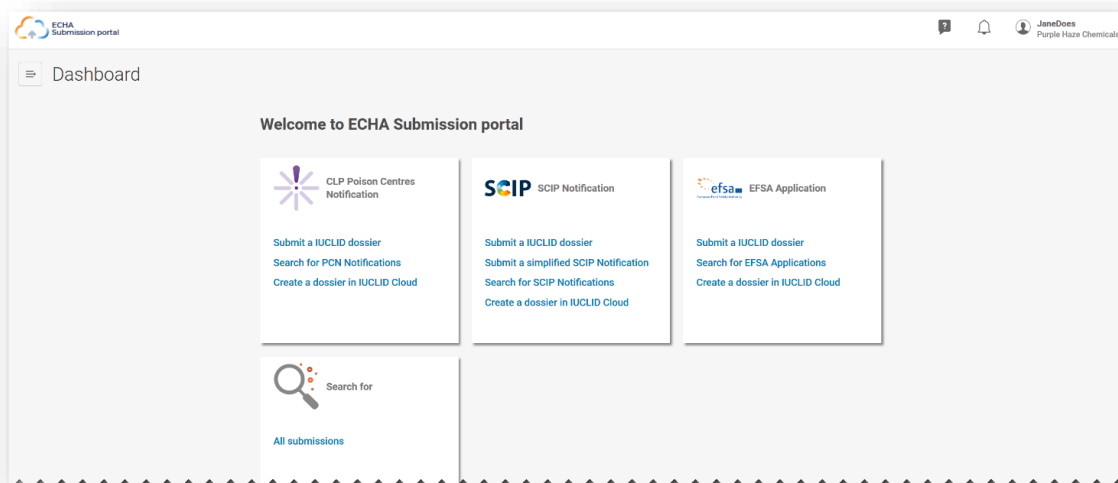 ECHA
Submission portal
?
JaneDoes
Purple Haze Chemicals
Dashboard
Welcome to ECHA Submission portal
CLP Poison Centres
Notification
Submit a IUCLID dossier
Search for PCN Notifications
Create a dossier in IUCLID Cloud
SCIP SCIP Notification
Submit a IUCLID dossier
Submit a simplified SCIP Notification
Search for SCIP Notifications
Create a dossier in IUCLID Cloud
efsa EFSA Application
Submit a IUCLID dossier
Search for EFSA Applications
Create a dossier in IUCLID Cloud
Search for
All submissions